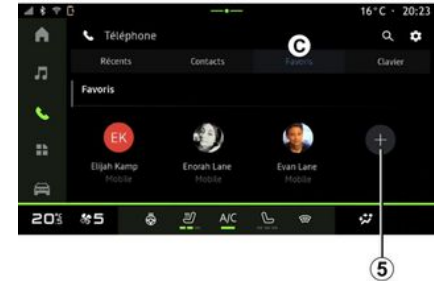 16°C · 20:23
Téléphone
C
Récents Contacts Favoris Clavier
Favoris
EK
Elijah Kamp Enorah Lane Evan Lane
Mobile Mobile Mobile
20°5 5 A/C
5